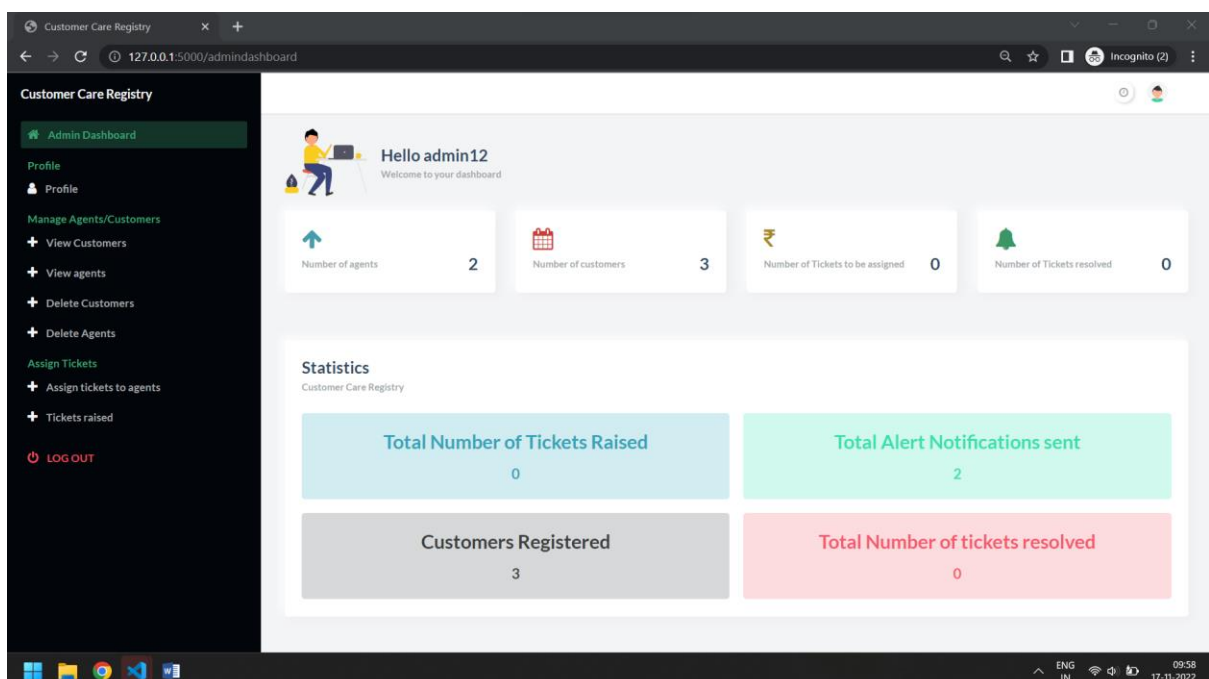 Customer Care Registry
127.0.0.1:5000/admindashboard
Incognito (2)
Customer Care Registry
Admin Dashboard
Profile
Profile
Manage Agents/Customers
View Customers
View agents
Delete Customers
Delete Agents
Assign Tickets
Assign tickets to agents
Tickets raised
LOG OUT
Hello admin12
Welcome to your dashboard
Number of agents 2
Number of customers 3
₹
Number of Tickets to be assigned 0
Number of Tickets resolved 0
Statistics
Customer Care Registry
Total Number of Tickets Raised
0
Total Alert Notifications sent
2
Customers Registered
3
Total Number of tickets resolved
0
ENG
IN
09:58
17-11-2022